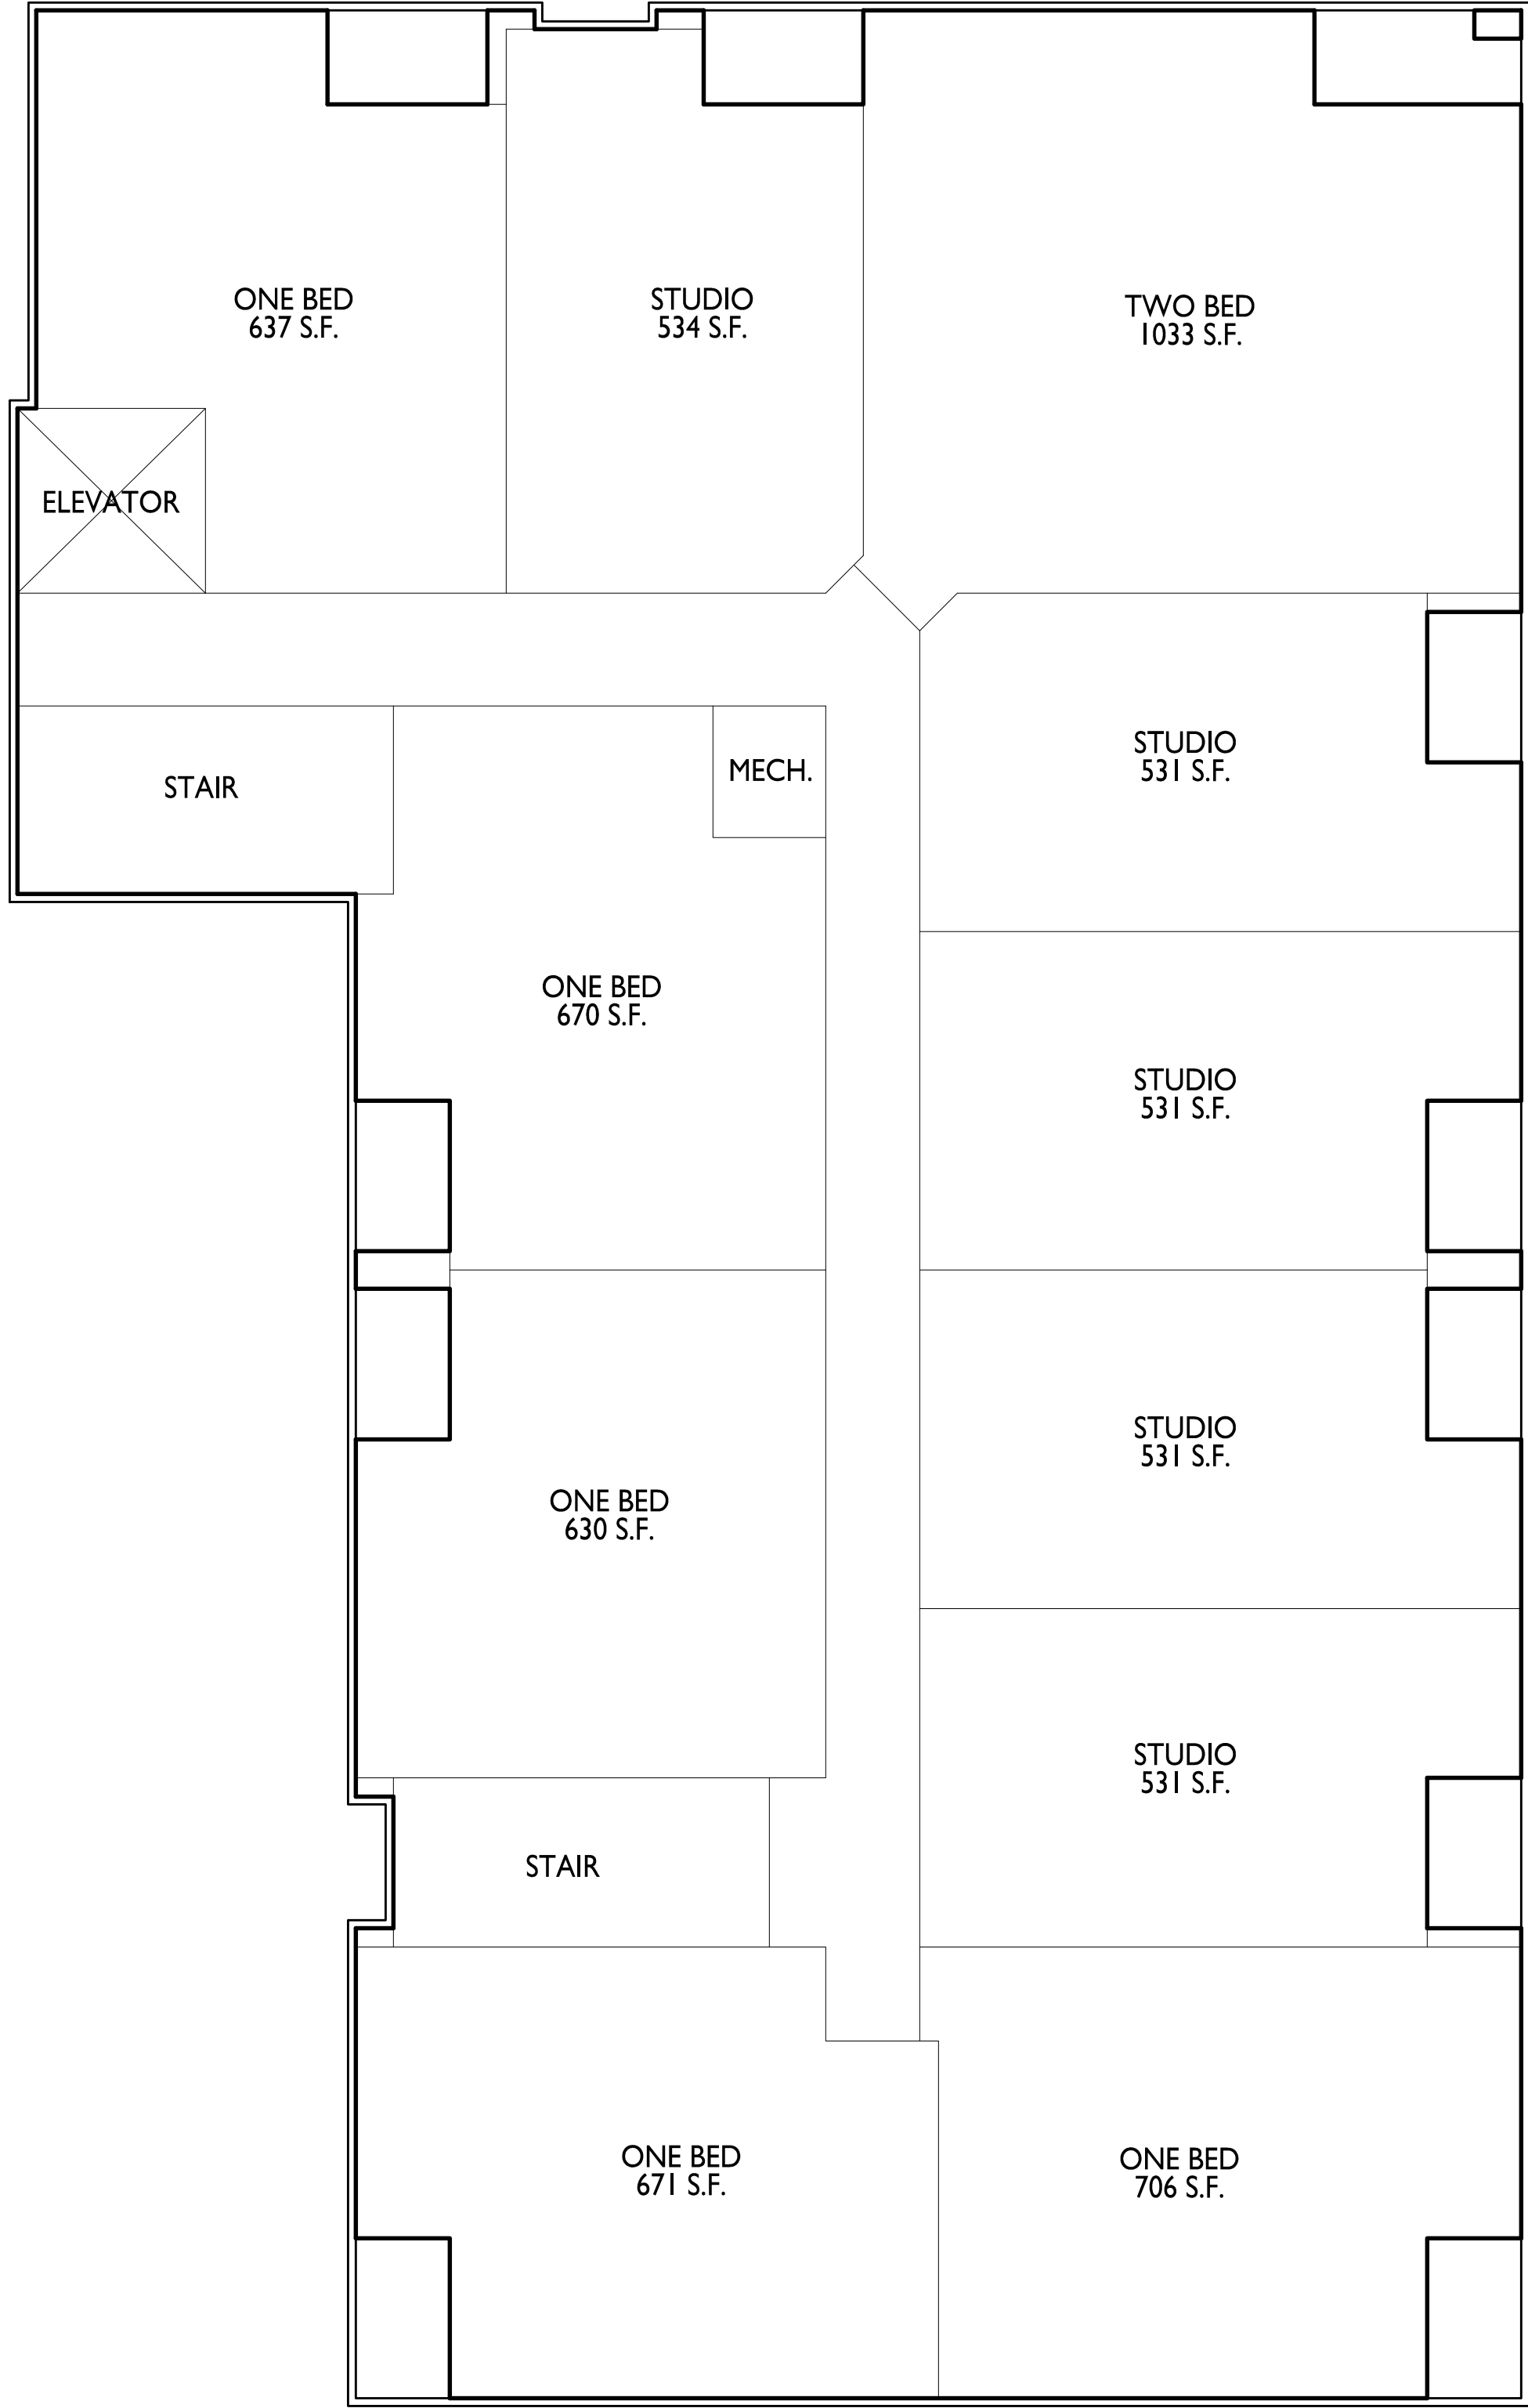 ONE BED
637 S.F.
STUDIO
534 S.F.
TWO BED
1033 S.F.
ELEVATOR
STAIR
MECH.
STUDIO
531 S.F.
ONE BED
670 S.F.
STUDIO
531 S.F.
STUDIO
531 S.F.
ONE BED
630 S.F.
STUDIO
531 S.F.
STAIR
ONE BED
671 S.F.
ONE BED
706 S.F.